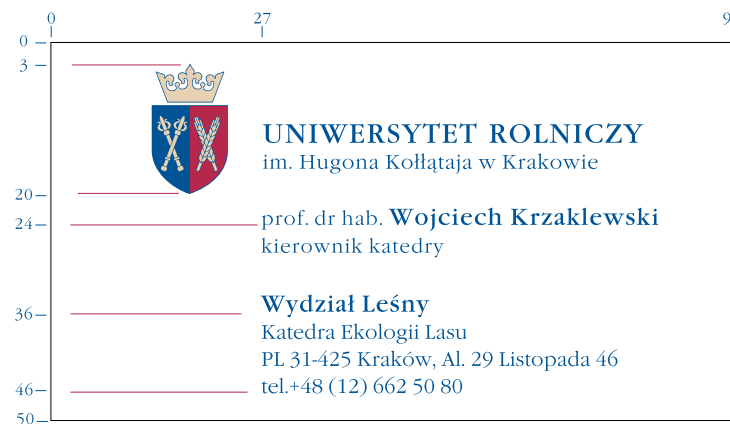 0 27 9
0
3
UNIWERSYTET ROLNICZY
im. Hugona Kołłątaja w Krakowie
20
24 prof. dr hab. Wojciech Krzaklewski
kierownik katedry
Wydział Leśny
36
Katedra Ekologii Lasu
PL 31-425 Kraków, Al. 29 Listopada 46
46 tel.+48 (12) 662 50 80
50